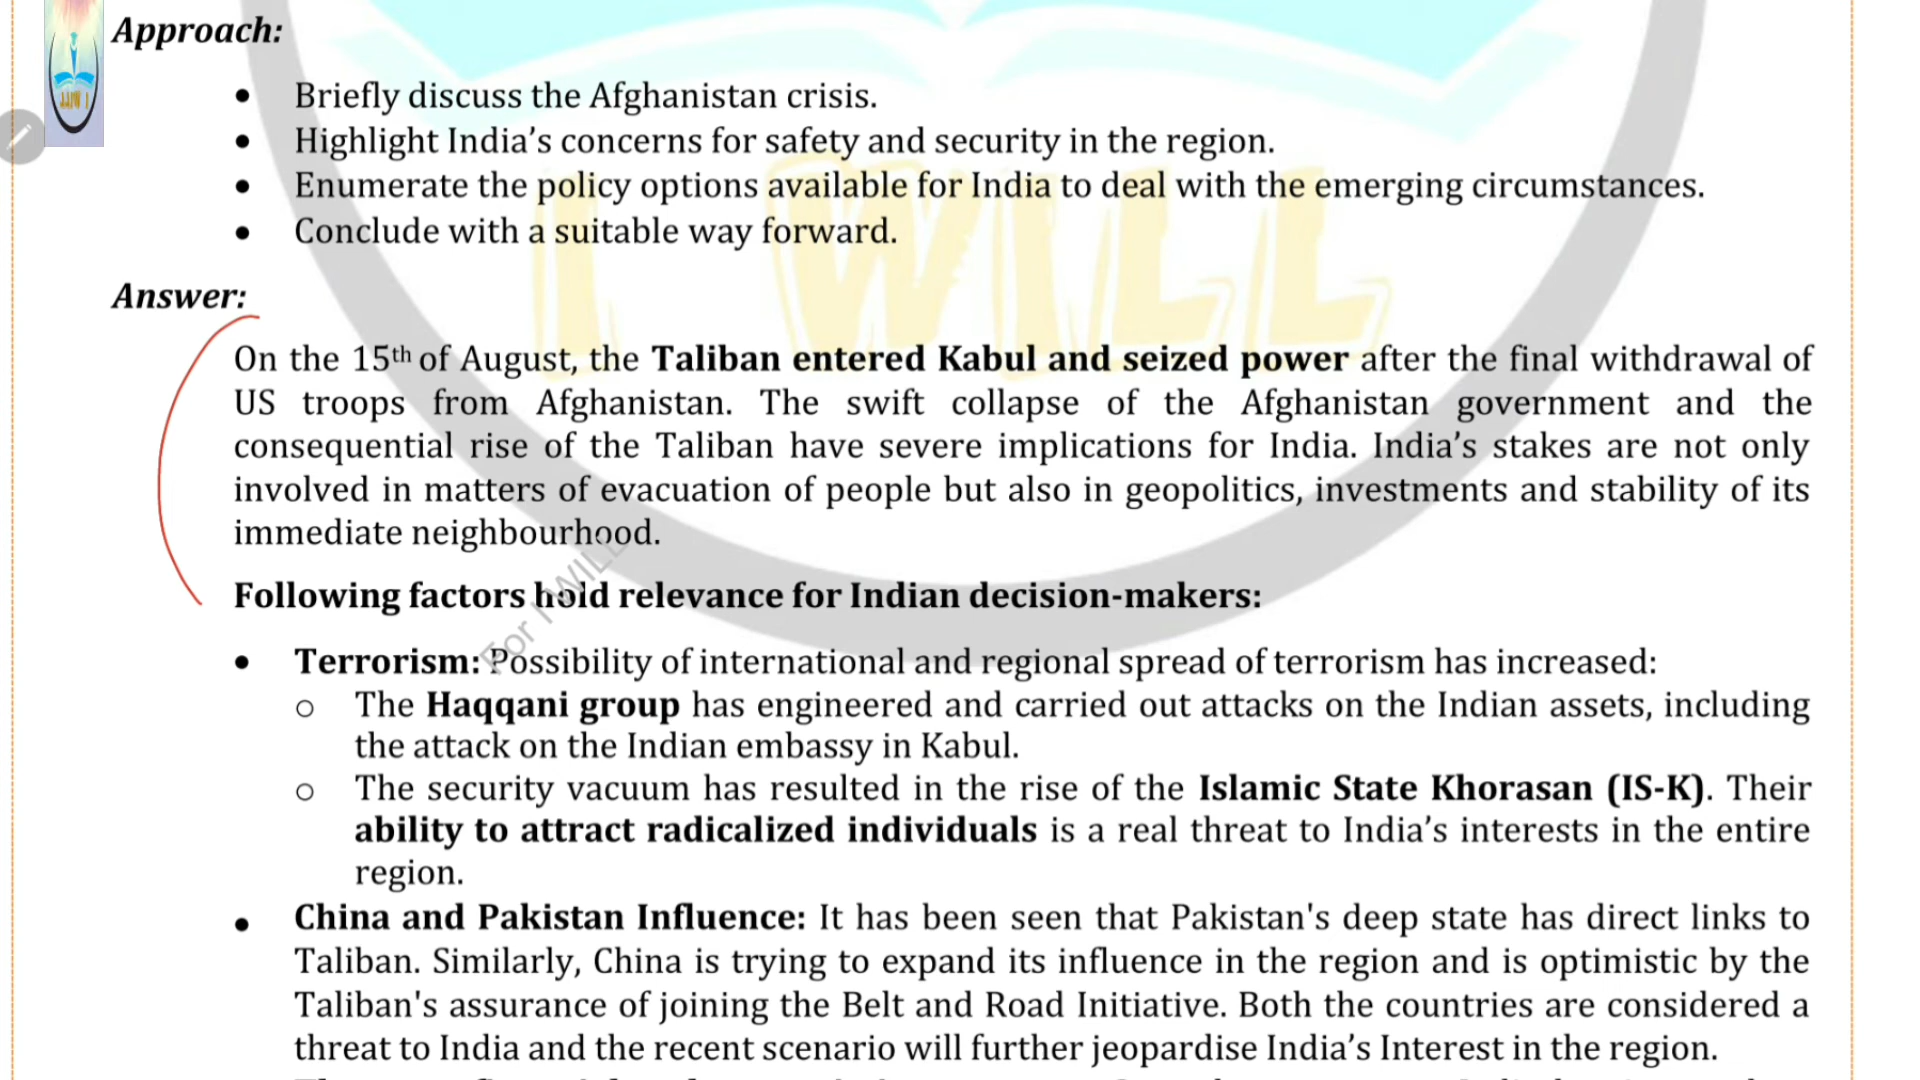 Approach:
• Briefly discuss the Afghanistan crisis.
• Highlight India’s concerns for safety and security in the region.
• Enumerate the policy options available for India to deal with the emerging circumstances.
• Conclude with a suitable way forward.
Answer:
On the 15th of August, the Taliban entered Kabul and seized power after the final withdrawal of
US troops from Afghanistan. The swift collapse of the Afghanistan government and the
consequential rise of the Taliban have severe implications for India. India’s stakes are not only
involved in matters of evacuation of people but also in geopolitics, investments and stability of its
immediate neighbourhood.
Following factors hold relevance for Indian decision-makers:
• Terrorism: Possibility of international and regional spread of terrorism has increased:
o The Haqqani group has engineered and carried out attacks on the Indian assets, including
the attack on the Indian embassy in Kabul.
o The security vacuum has resulted in the rise of the Islamic State Khorasan (IS-K). Their
ability to attract radicalized individuals is a real threat to India’s interests in the entire
region.
• China and Pakistan Influence: It has been seen that Pakistan's deep state has direct links to
Taliban. Similarly, China is trying to expand its influence in the region and is optimistic by the
Taliban's assurance of joining the Belt and Road Initiative. Both the countries are considered a
threat to India and the recent scenario will further jeopardise India’s Interest in the region.
I WILL
For I WILL